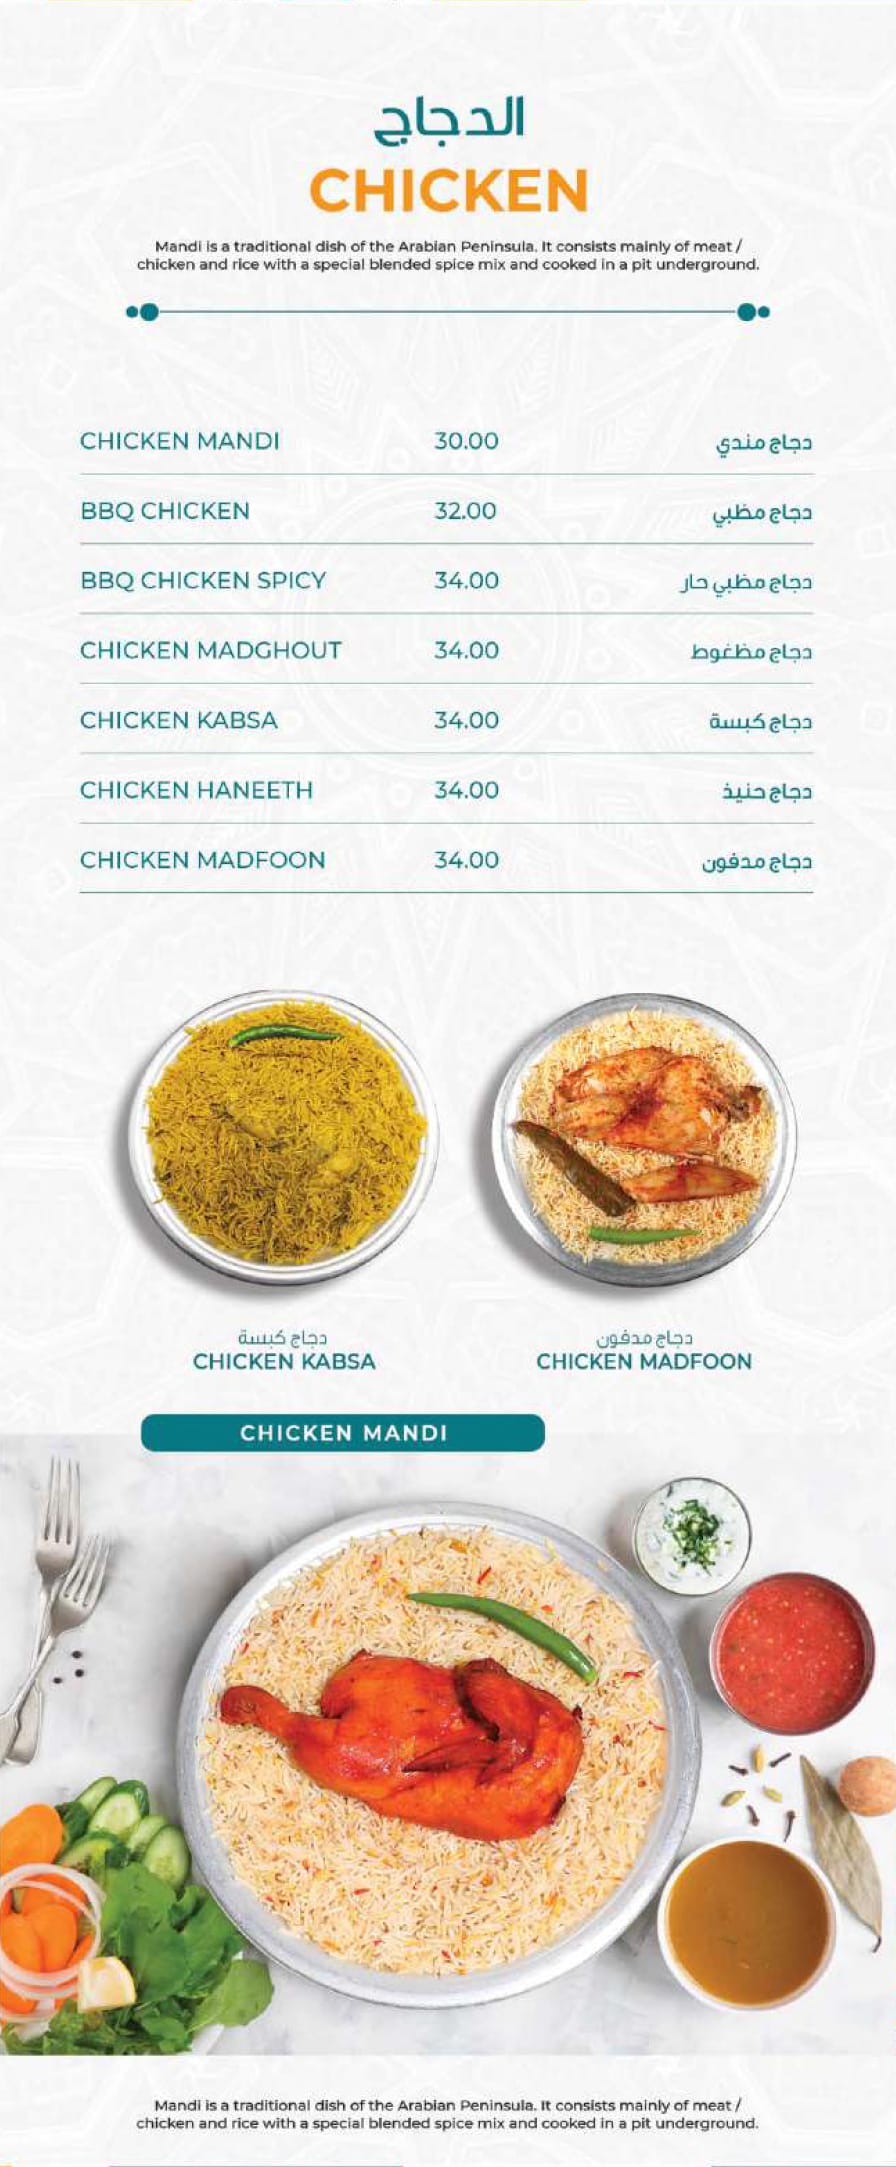 الدجاج
CHICKEN
Mandi is a traditional dish of the Arabian Peninsula. It consists mainly of meat /
chicken and rice with a special blended spice mix and cooked in a pit underground.
CHICKEN MANDI 30.00 دجاج مندي
BBQ CHICKEN 32.00 دجاج مظبي
BBQ CHICKEN SPICY 34.00 دجاج مظبي حار
CHICKEN MADGHOUT 34.00 دجاج مظغوط
CHICKEN KABSA 34.00 دجاج كبسة
CHICKEN HANEETH 34.00 دجاج حنيذ
CHICKEN MADFOON 34.00 دجاج مدفون
دجاج كبسة
CHICKEN KABSA
دجاج مدفون
CHICKEN MADFOON
CHICKEN MANDI
Mandi is a traditional dish of the Arabian Peninsula. It consists mainly of meat /
chicken and rice with a special blended spice mix and cooked in a pit underground.